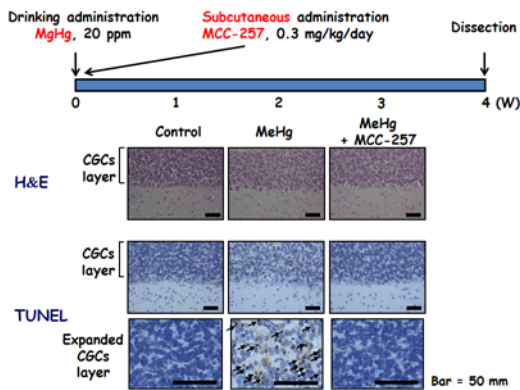 Drinking administration
MgHg, 20 ppm
Subcutaneous administration
MCC-257, 0.3 mg/kg/day
Dissection
0 1 2 3 4 (W)
Control MeHg MeHg
+ MCC-257
H&E
CGCs
layer
TUNEL
CGCs
layer
Expanded
CGCs
layer
Bar = 50 mm